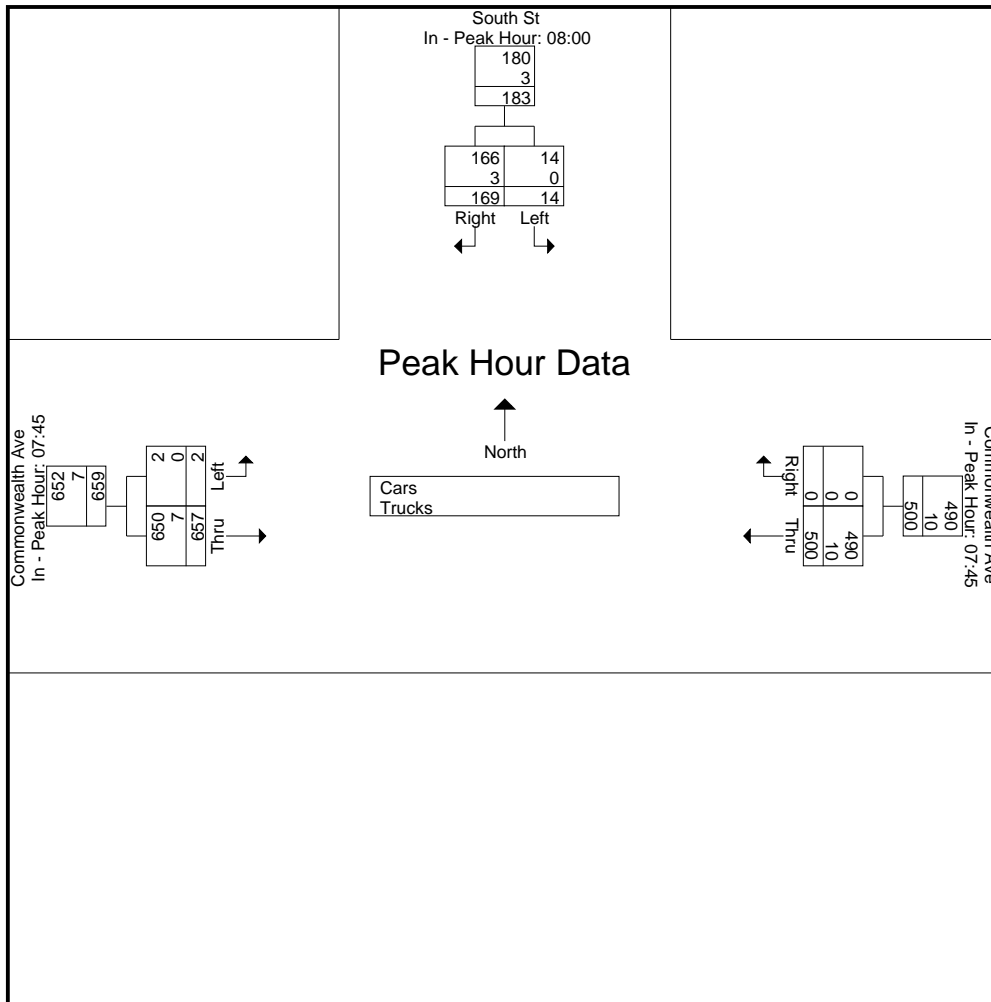 South St
In - Peak Hour: 08:00
180
3
183
166 14
3 0
169 14
Right Left
Peak Hour Data
North
Cars
Trucks
Commonwealth Ave
In - Peak Hour: 07:45
652
7
659
2 650
0 7
2 657
Left Thru
Commonwealth Ave
In - Peak Hour: 07:45
490
10
500
0 490
0 10
0 500
Right Thru